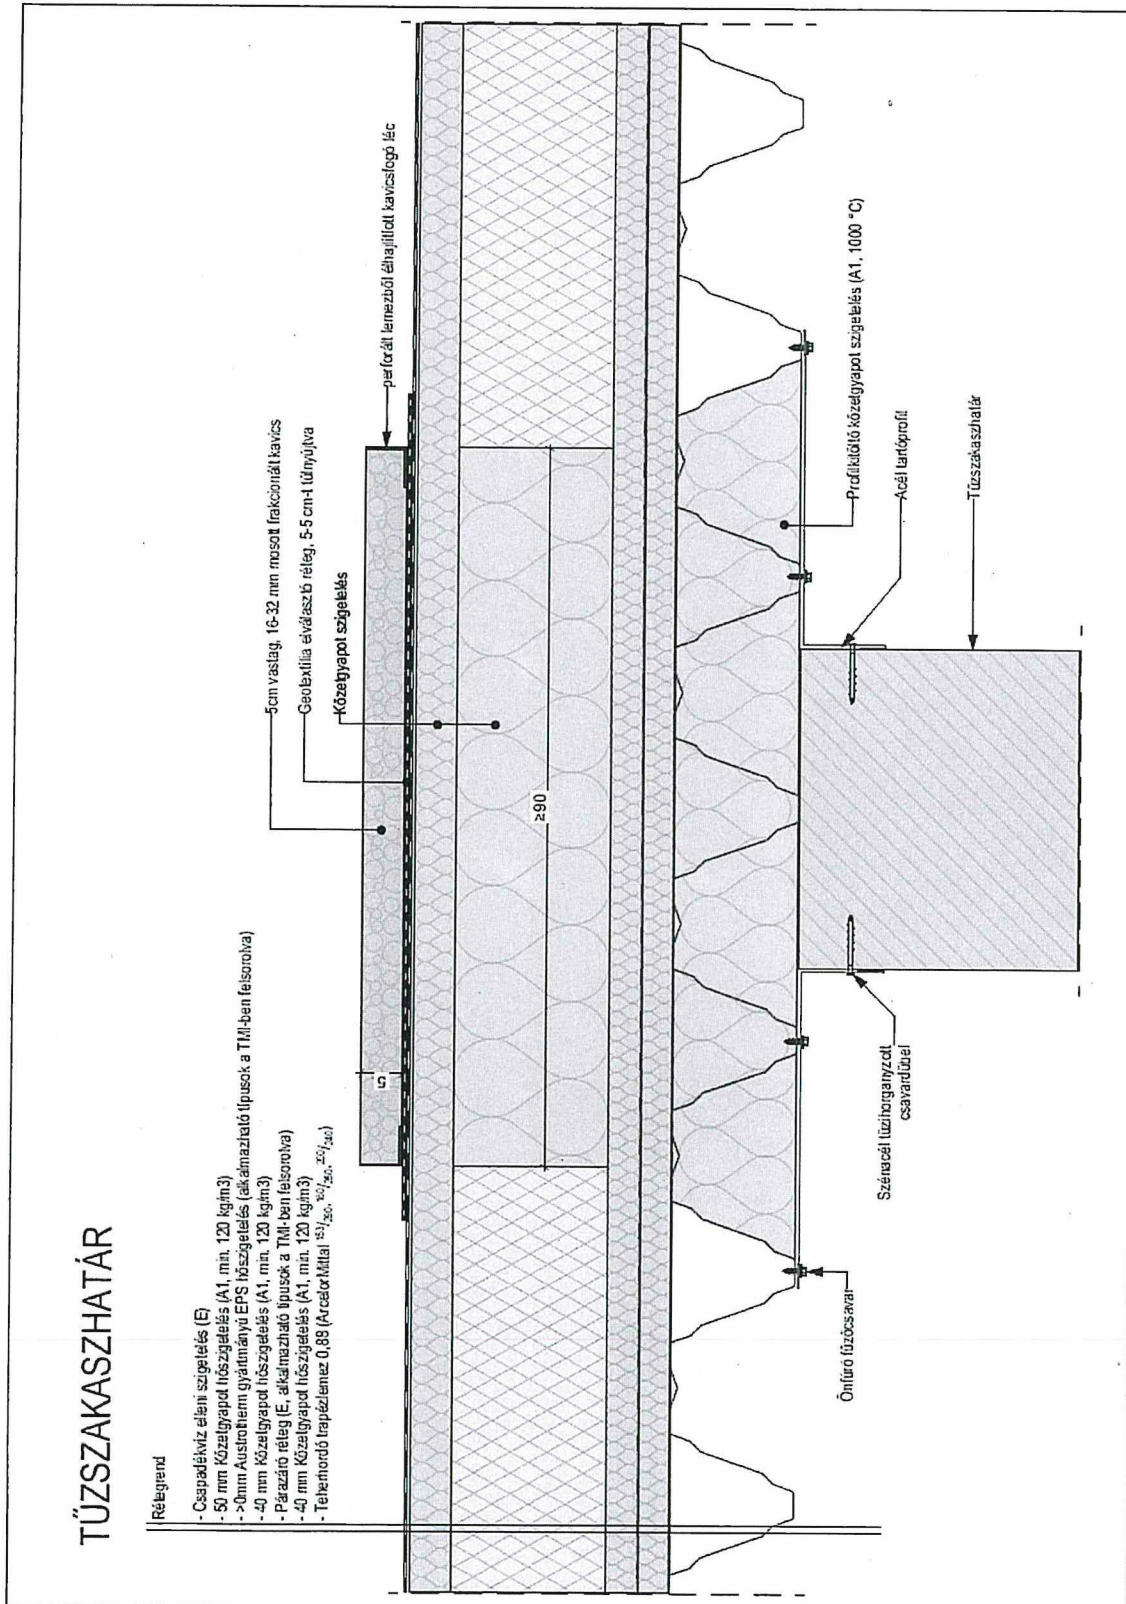 TŰZSZAKASZHATÁR
Rétegrend
- Csapadékvíz elleni szigetelés (E)
- 50 mm Kőzetgyapot hőszigetelés (A1, min. 120 kg/m3)
- >0mm Austrotherm gyártmányú EPS hőszigetelés (alkalmazható típusok a TMI-ben felsorolva)
- 40 mm Kőzetgyapot hőszigetelés (A1, min. 120 kg/m3)
- Párazáró réteg (E, alkalmazható típusok a TMI-ben felsorolva)
- 40 mm Kőzetgyapot hőszigetelés (A1, min. 120 kg/m3)
- Teherhordó trapézlemez 0,88 (ArcelorMittal
5cm vastag, 16-32 mm mosott frakcionált kavics
Geotextília elválasztó réteg, 5-5 cm-t túlnyújtva
Kőzetgyapot szigetelés
perforált lemezből élhajlított kavicsfogó léc
5
≥90
Profilkitöltő kőzetgyapot szigetelés (A1, 1000 °C)
Acél tartóprofil
Tűzszakaszhatár
Szénacél tűzihorganyzott
csavardübel
Önfúró fűzőcsavar